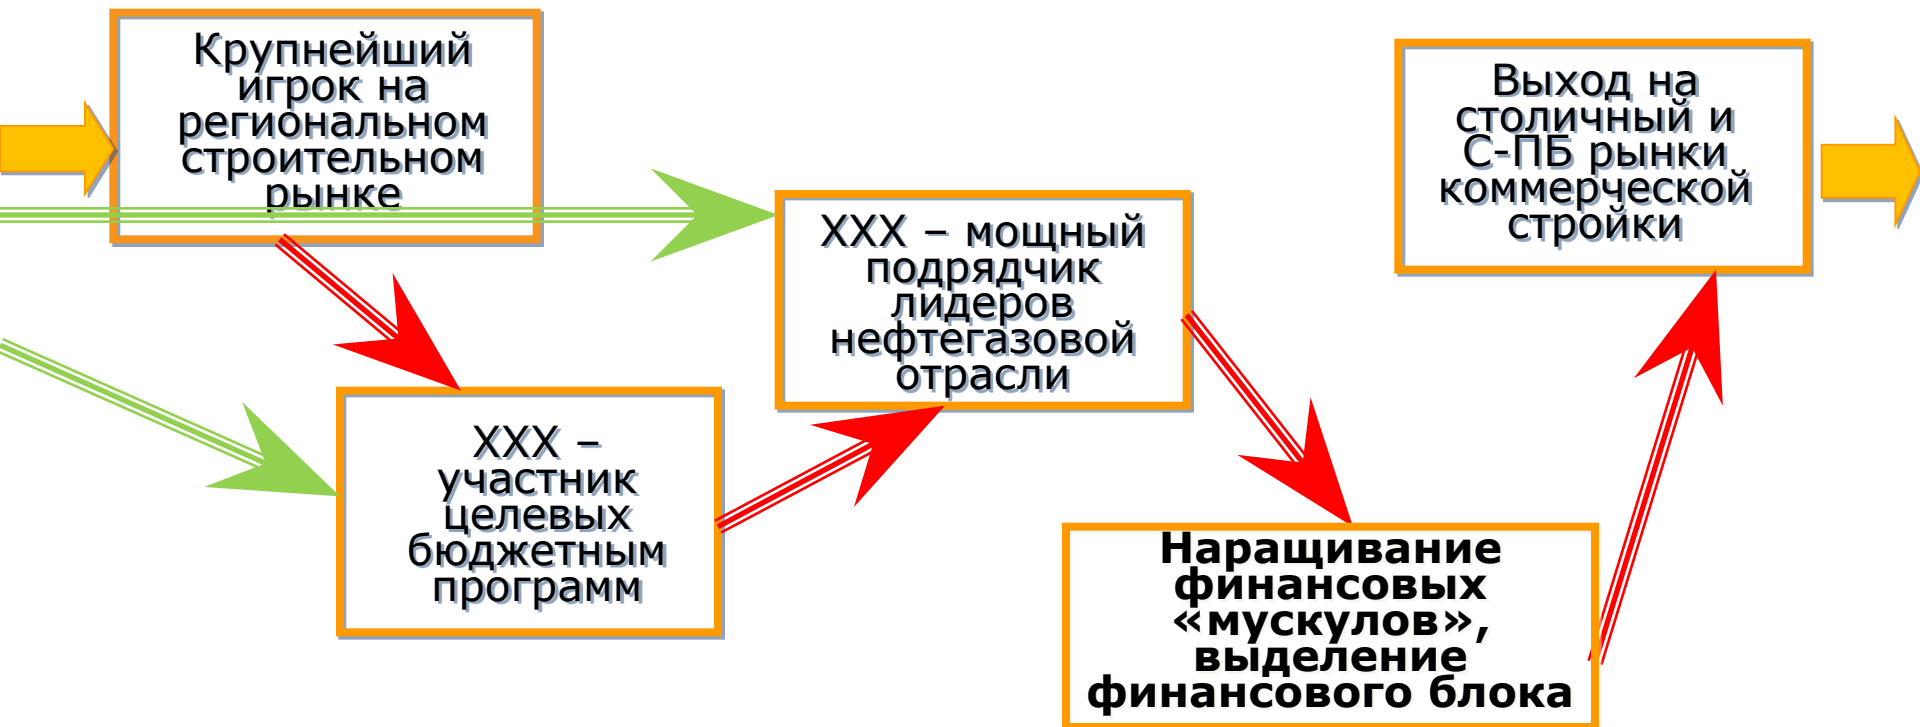 Крупнейший
игрок на
региональном
строительном
рынке
ХХХ –
участник
целевых
бюджетным
программ
ХХХ – мощный
подрядчик
лидеров
нефтегазовой
отрасли
Наращивание
финансовых
«мускулов»,
выделение
финансового блока
Выход на
столичный и
С-ПБ рынки
коммерческой
стройки